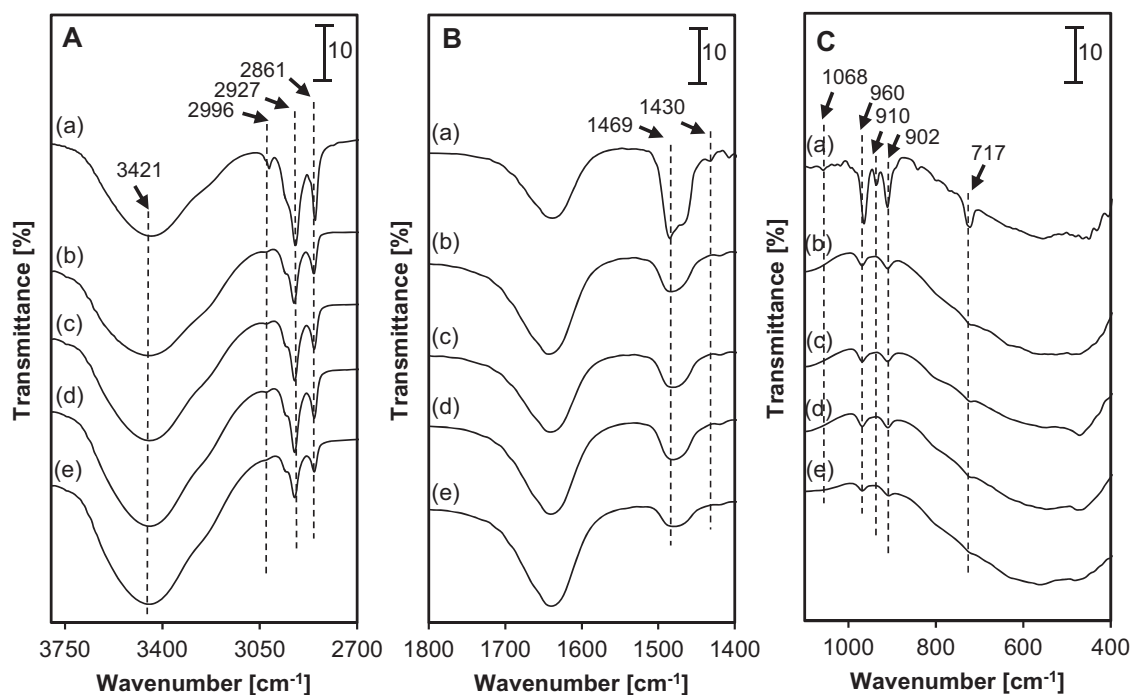 A
10
2861
2927
2996
(a)
3421
(b)
(c)
(d)
(e)
Transmittance [%]
3750 3400 3050 2700
Wavenumber [cm-1]
B
10
1430
1469
(a)
(b)
(c)
(d)
(e)
Transmittance [%]
1800 1600 1500 1400
Wavenumber [cm-1]
C
10
1068
960
910
902
717
(a)
(b)
(c)
(d)
(e)
Transmittance [%]
1000 800 600 400
Wavenumber [cm-1]